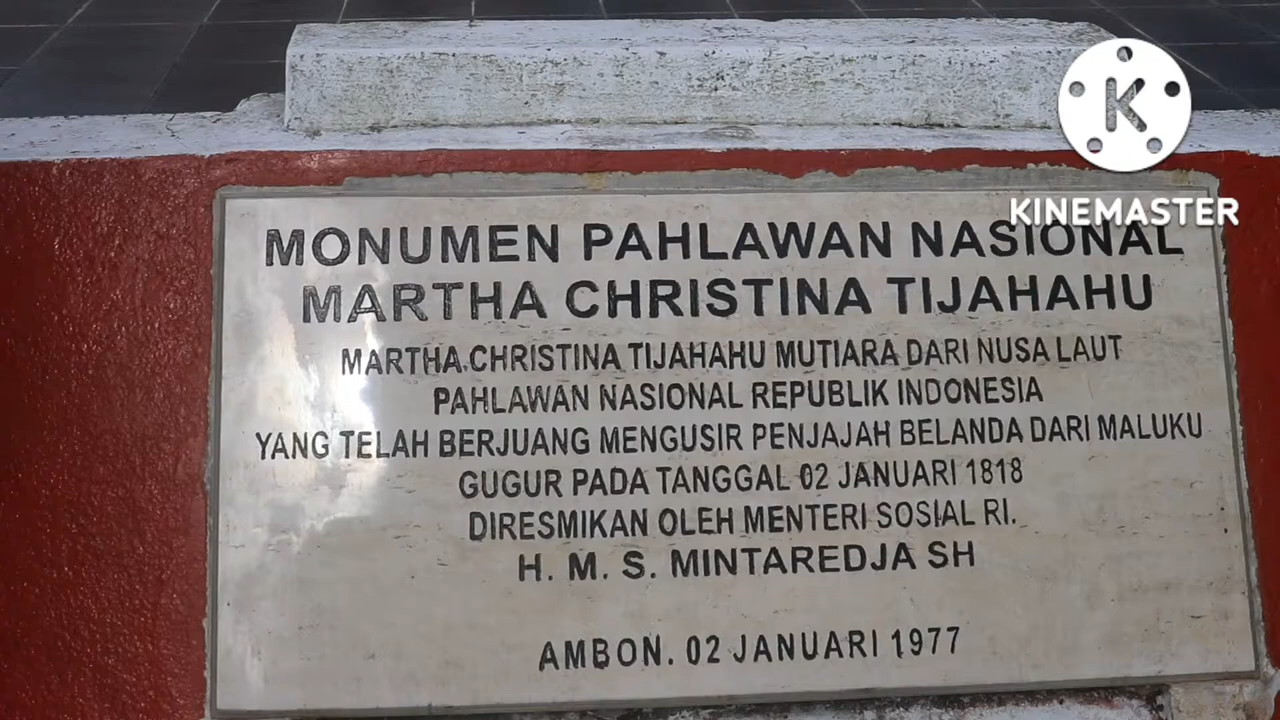 K
KINEMASTER
MONUMEN PAHLAWAN NASIONAL
MARTHA CHRISTINA TIJAHAHU
MARTHA CHRISTINA TIJAHAHU MUTIARA DARI NUSA LAUT
PAHLAWAN NASIONAL REPUBLIK INDONESIA
YANG TELAH BERJUANG MENGUSIR PENJAJAH BELANDA DARI MALUKU
GUGUR PADA TANGGAL 02 JANUARI 1818
DIRESMIKAN OLEH MENTERI SOSIAL RI.
H. M. S. MINTAREDJA SH
AMBON. 02 JANUARI 1977